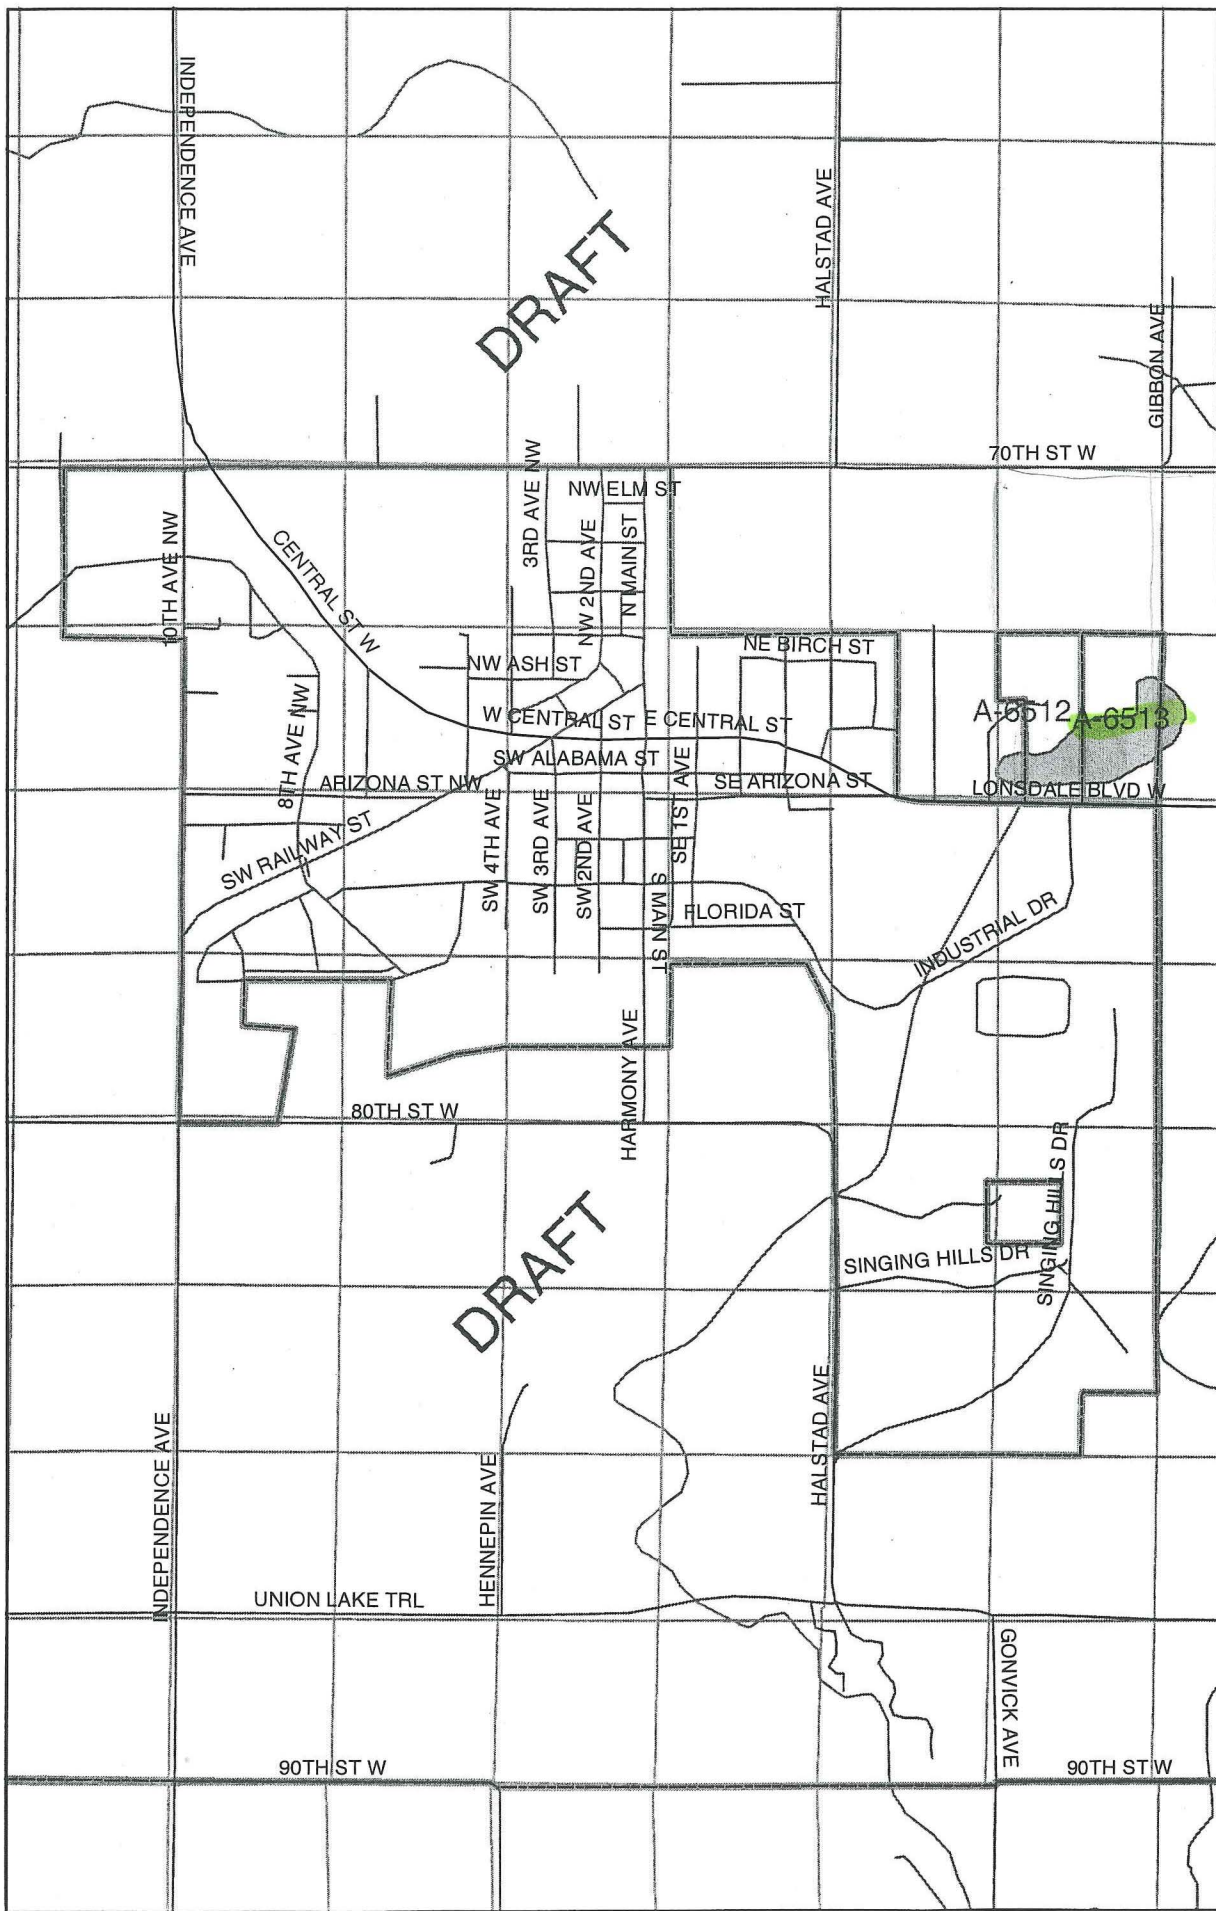 INDEPENDENCE AVE
DRAFT
HALSTAD AVE
GIBBON AVE
70TH ST W
3RD AVE NW
NW ELM ST
10TH AVE NW
CENTRAL ST W
NW 2ND AVE
N MAIN ST
NE BIRCH ST
NW ASH ST
8TH AVE NW
W CENTRAL ST
E CENTRAL ST
A-6512
A-6513
SW ALABAMA ST
ARIZONA ST NW
SE ARIZONA ST
LONSDALE BLVD W
SW RAILWAY ST
SW 4TH AVE
SW 3RD AVE
SW 2ND AVE
SE 1ST AVE
S MAIN ST
FLORIDA ST
INDUSTRIAL DR
HARMONY AVE
80TH ST W
SINGING HILLS DR
DRAFT
SINGING HILLS DR
HALSTAD AVE
INDEPENDENCE AVE
HENNEPIN AVE
UNION LAKE TRL
GONVICK AVE
90TH ST W
90TH ST W